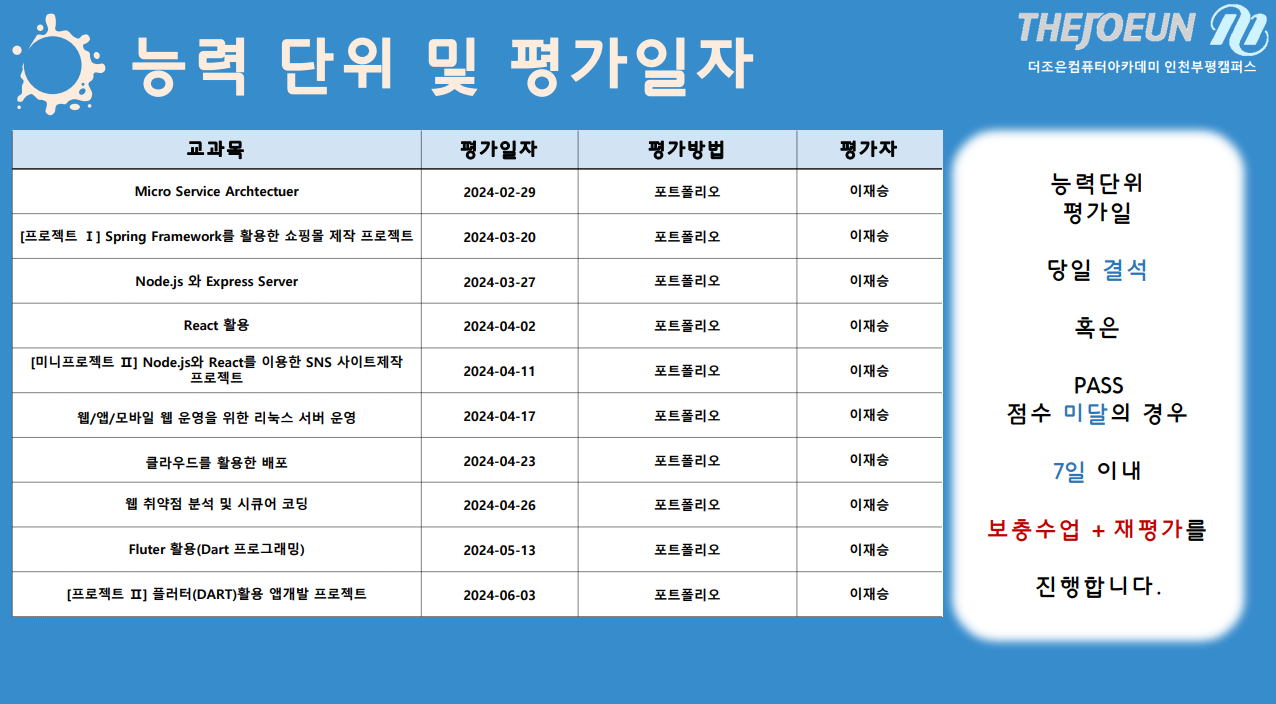 능력 단위 및 평가일자
THEJOEUN
더조은컴퓨터아카데미 인천부평캠퍼스
교과목 평가일자 평가방법 평가자
Micro Service Archtectuer 2024-02-29 포트폴리오 이재승
[프로젝트 Ⅰ] Spring Framework를 활용한 쇼핑몰 제작 프로젝트 2024-03-20 포트폴리오 이재승
Node.js 와 Express Server 2024-03-27 포트폴리오 이재승
React 활용 2024-04-02 포트폴리오 이재승
[미니프로젝트 Ⅱ] Node.js와 React를 이용한 SNS 사이트제작
프로젝트 2024-04-11 포트폴리오 이재승
웹/앱/모바일 웹 운영을 위한 리눅스 서버 운영 2024-04-17 포트폴리오 이재승
클라우드를 활용한 배포 2024-04-23 포트폴리오 이재승
웹 취약점 분석 및 시큐어 코딩 2024-04-26 포트폴리오 이재승
Fluter 활용(Dart 프로그래밍) 2024-05-13 포트폴리오 이재승
[프로젝트 Ⅱ] 플러터(DART)활용 앱개발 프로젝트 2024-06-03 포트폴리오 이재승
능력단위
평가일
당일 결석
혹은
PASS
점수 미달의 경우
7일 이내
보충수업 + 재평가를
진행합니다.